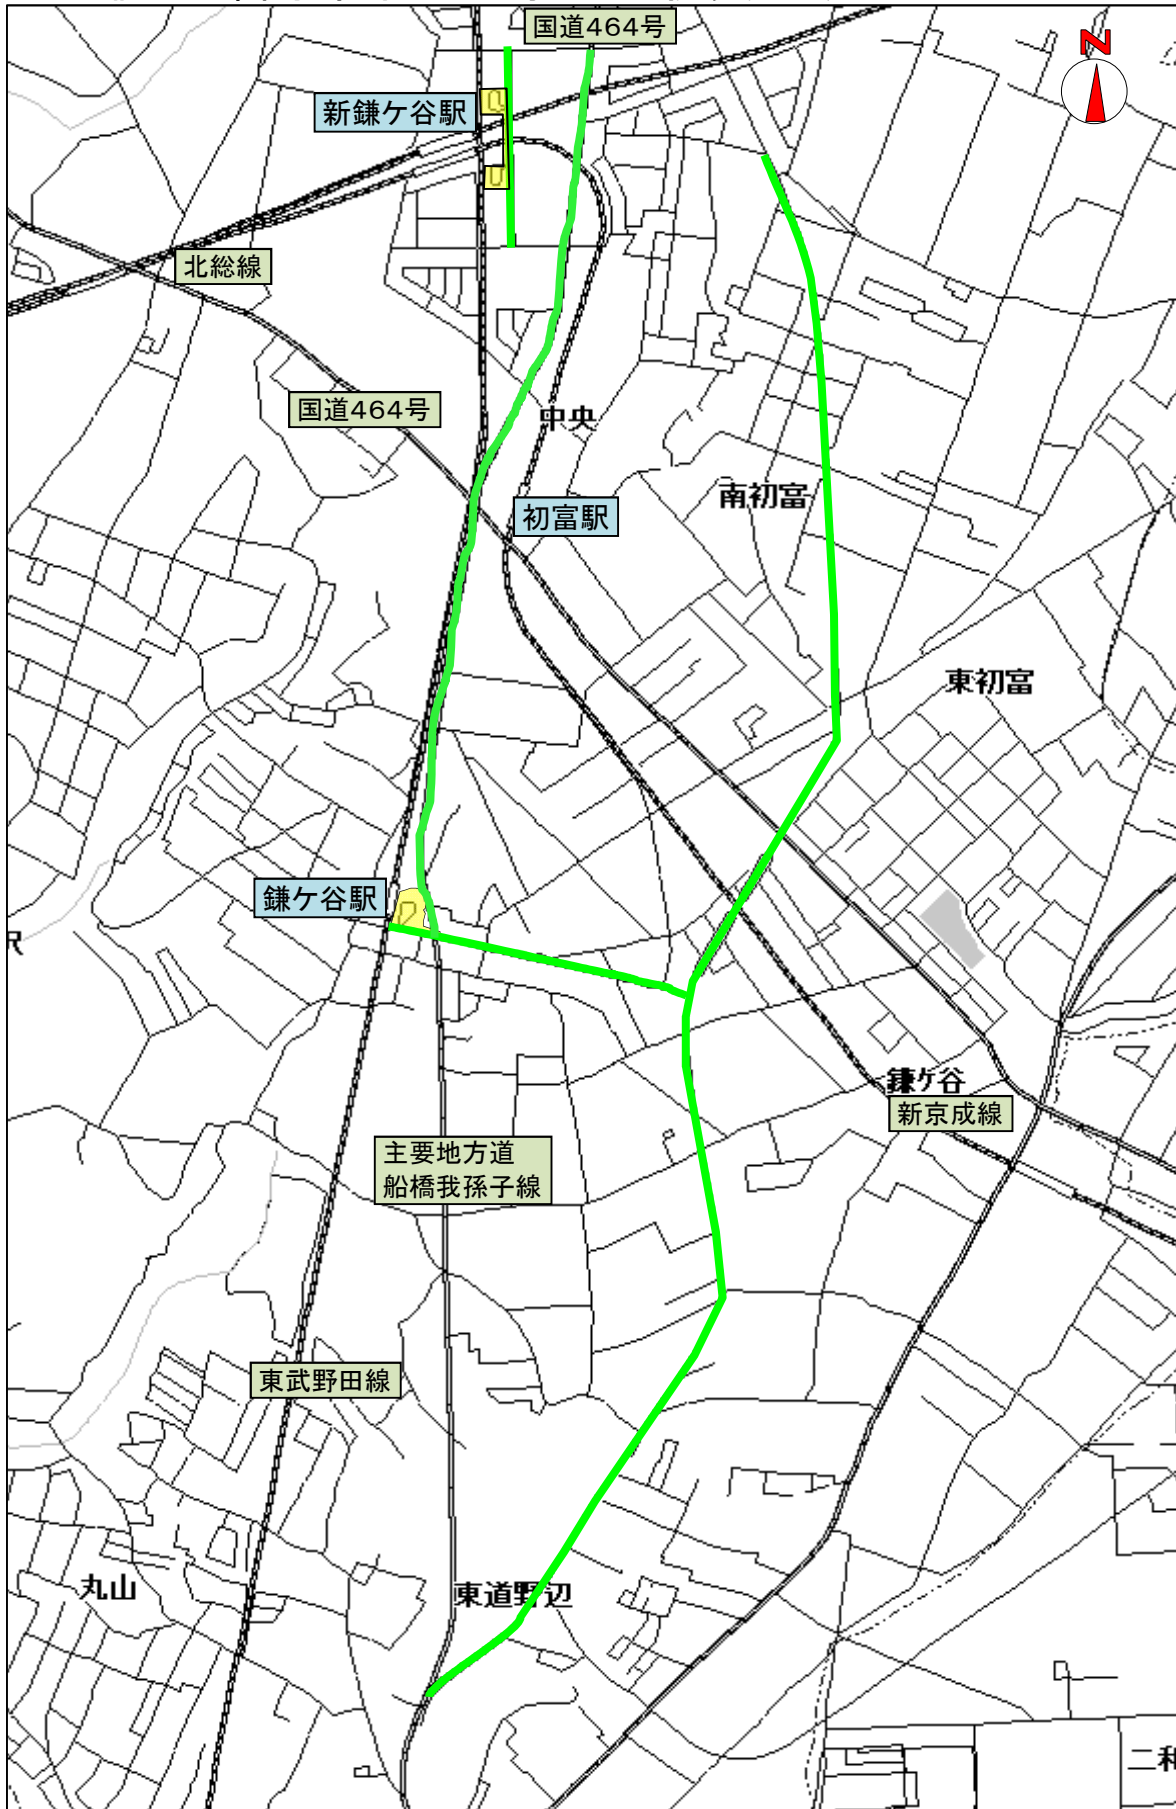 国道464号
N
新鎌ケ谷駅
北総線
国道464号
中央
南初富
初富駅
東初富
鎌ケ谷駅
鎌ケ谷
新京成線
主要地方道
船橋我孫子線
東武野田線
丸山
東道野辺
二和